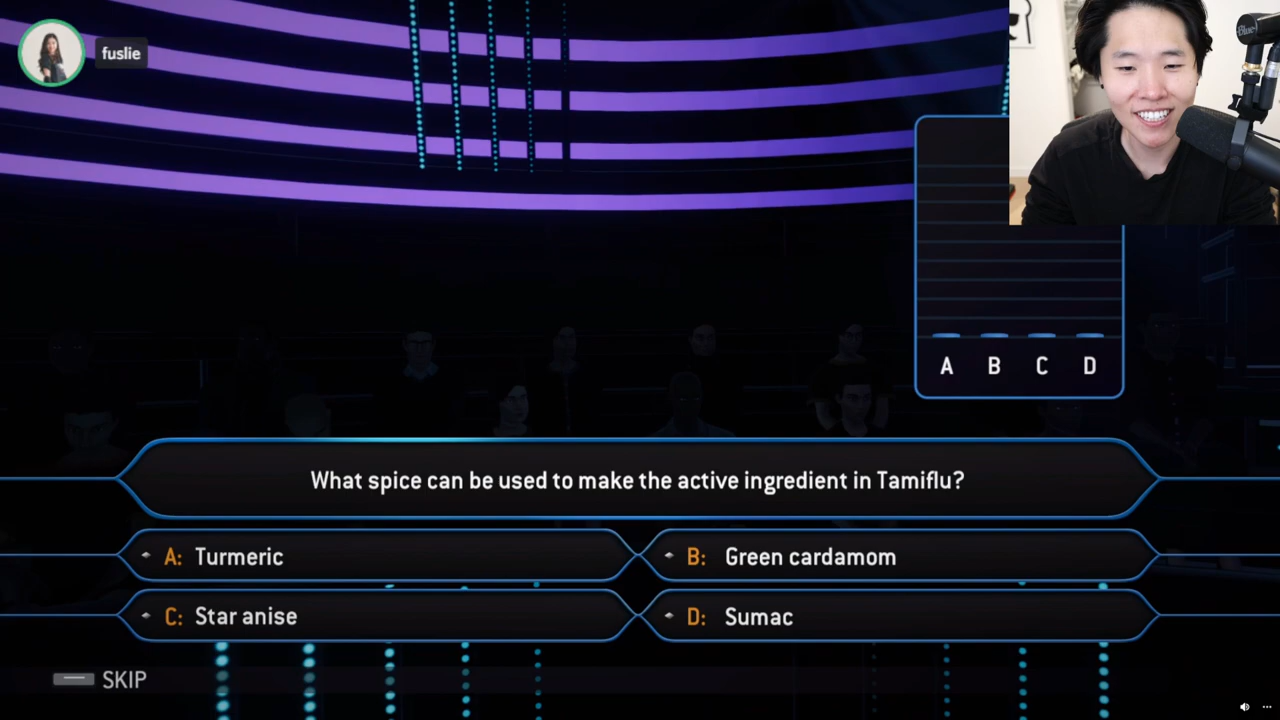 fuslie
A B C D
What spice can be used to make the active ingredient in Tamiflu?
A: Turmeric
B: Green cardamom
C: Star anise
D: Sumac
SKIP